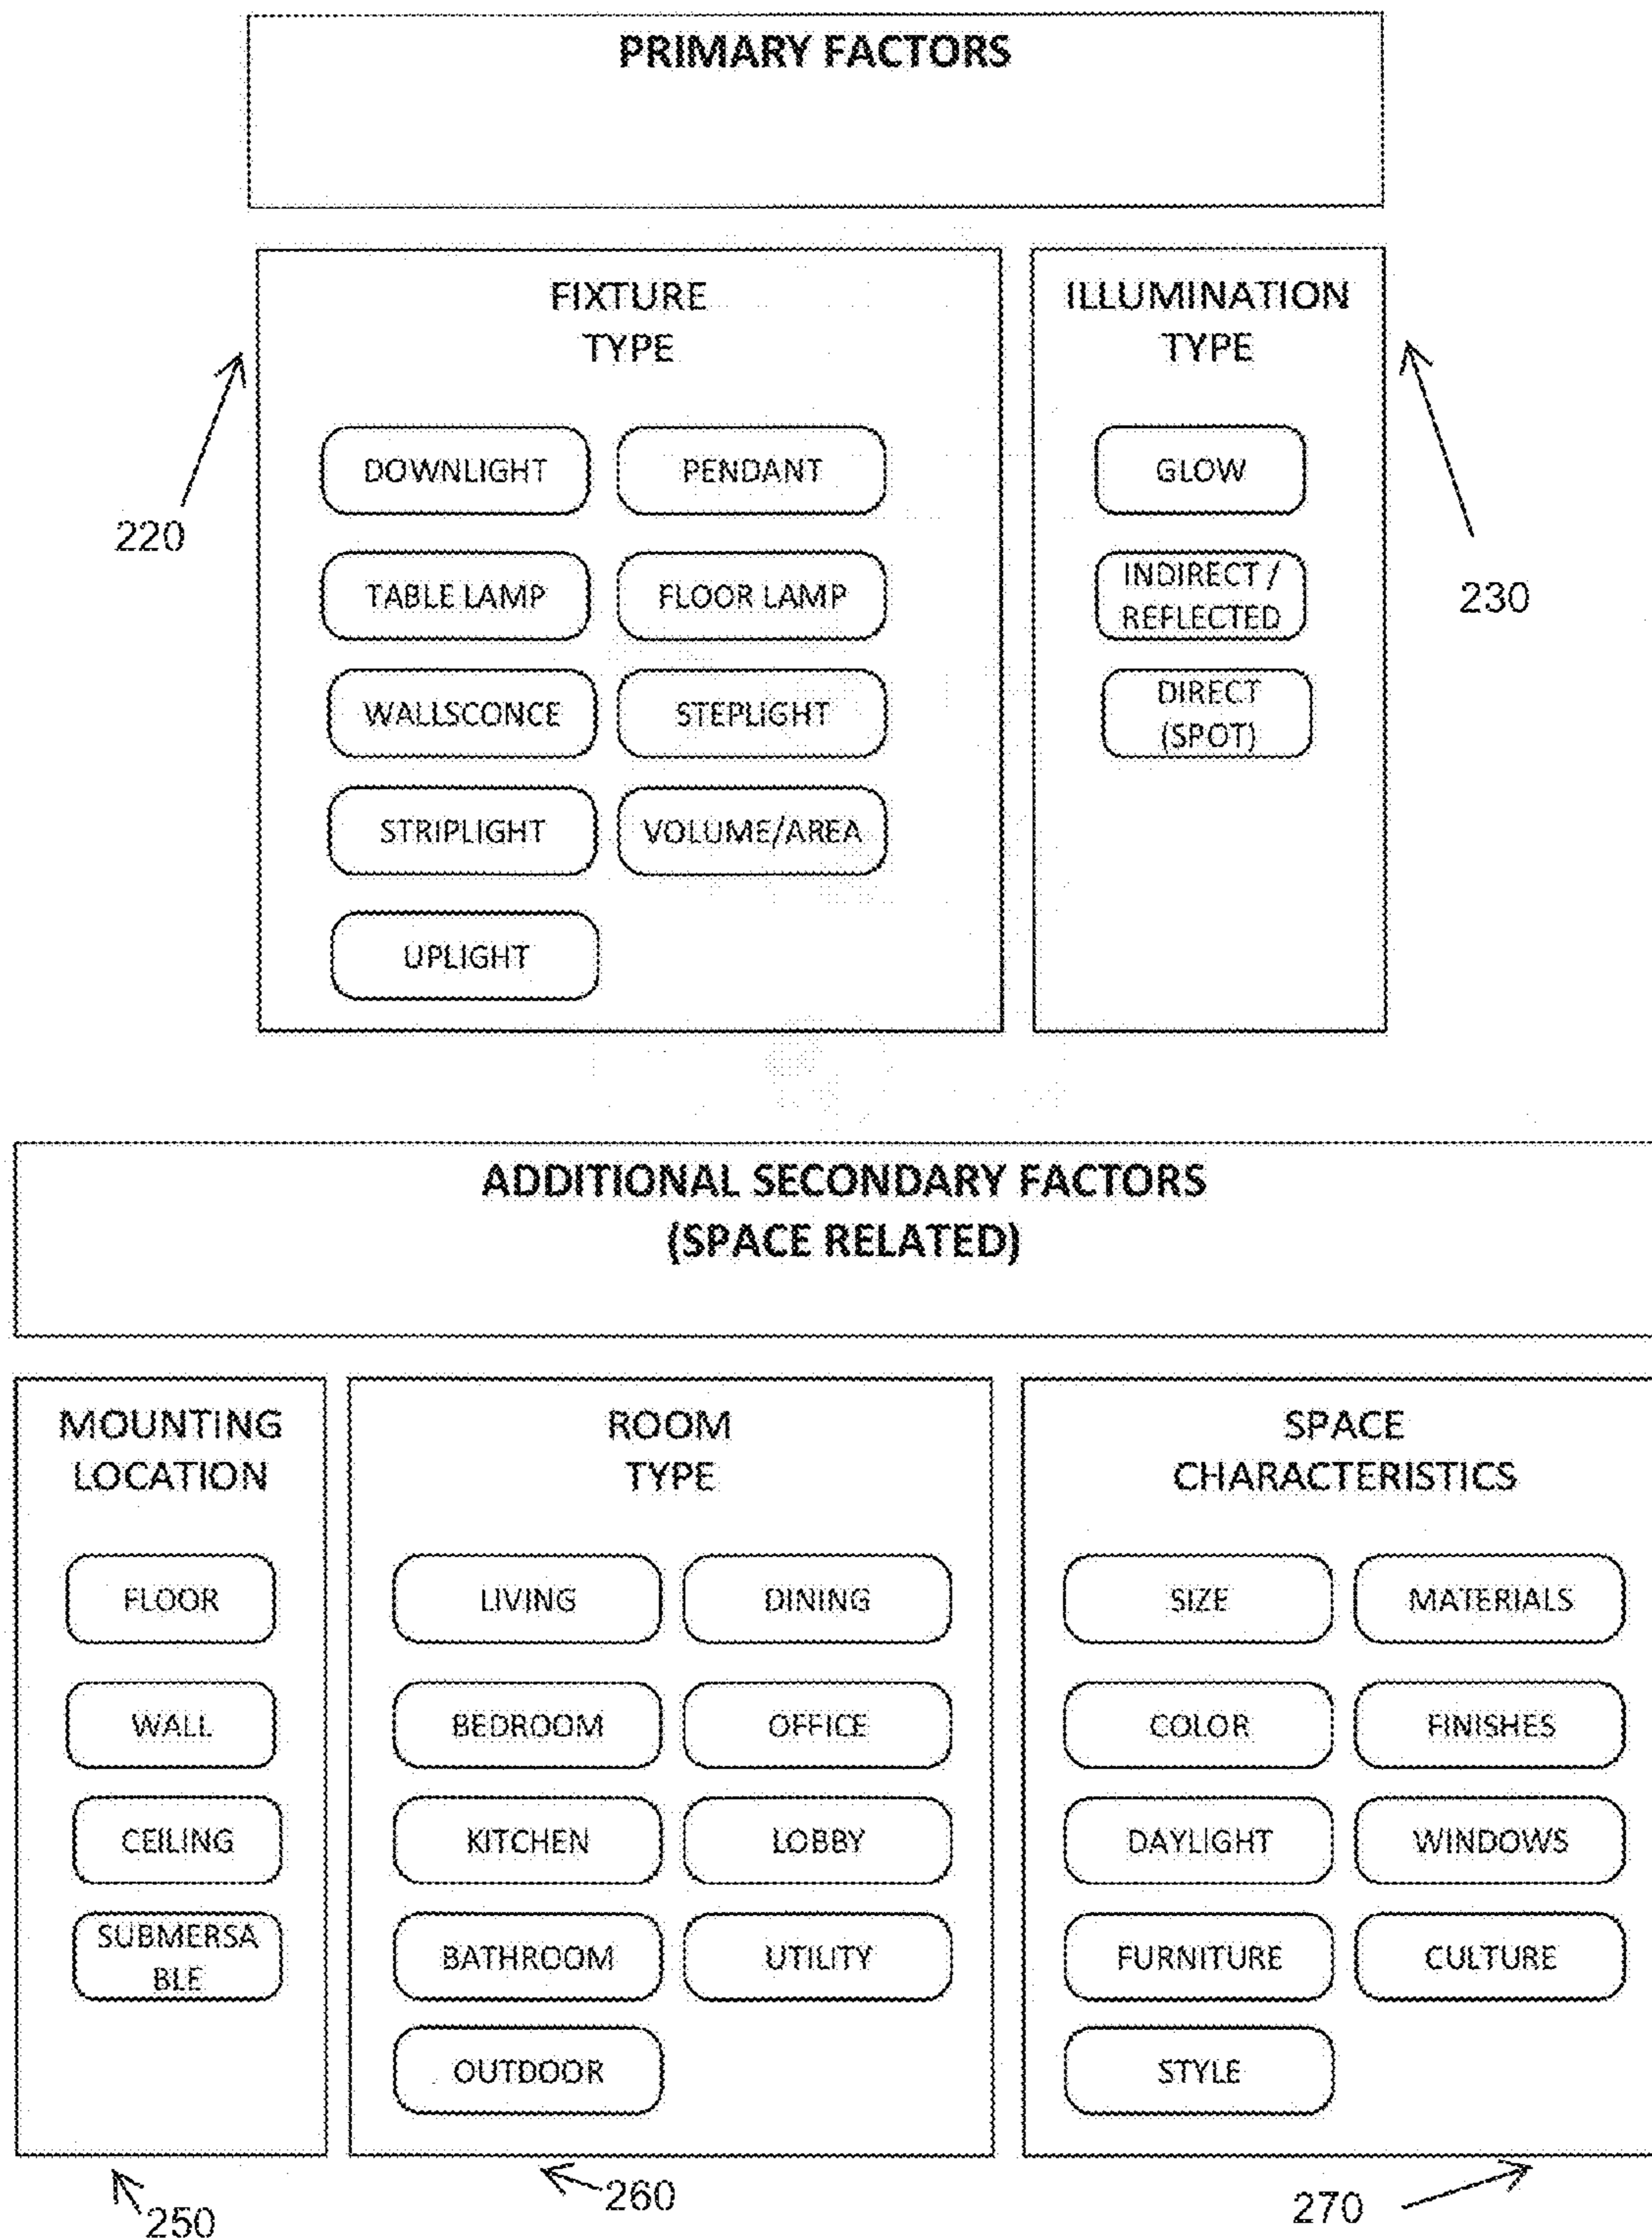 PRIMARY FACTORS
FIXTURE
TYPE
DOWNLIGHT
PENDANT
TABLE LAMP
FLOOR LAMP
WALLSCONCE
STEPLIGHT
STRIPLIGHT
VOLUME/AREA
UPLIGHT
220
ILLUMINATION
TYPE
GLOW
INDIRECT /
REFLECTED
DIRECT
(SPOT)
230
ADDITIONAL SECONDARY FACTORS
(SPACE RELATED)
MOUNTING
LOCATION
FLOOR
WALL
CEILING
SUBMERSA
BLE
250
ROOM
TYPE
LIVING
DINING
BEDROOM
OFFICE
KITCHEN
LOBBY
BATHROOM
UTILITY
OUTDOOR
260
SPACE
CHARACTERISTICS
SIZE
MATERIALS
COLOR
FINISHES
DAYLIGHT
WINDOWS
FURNITURE
CULTURE
STYLE
270